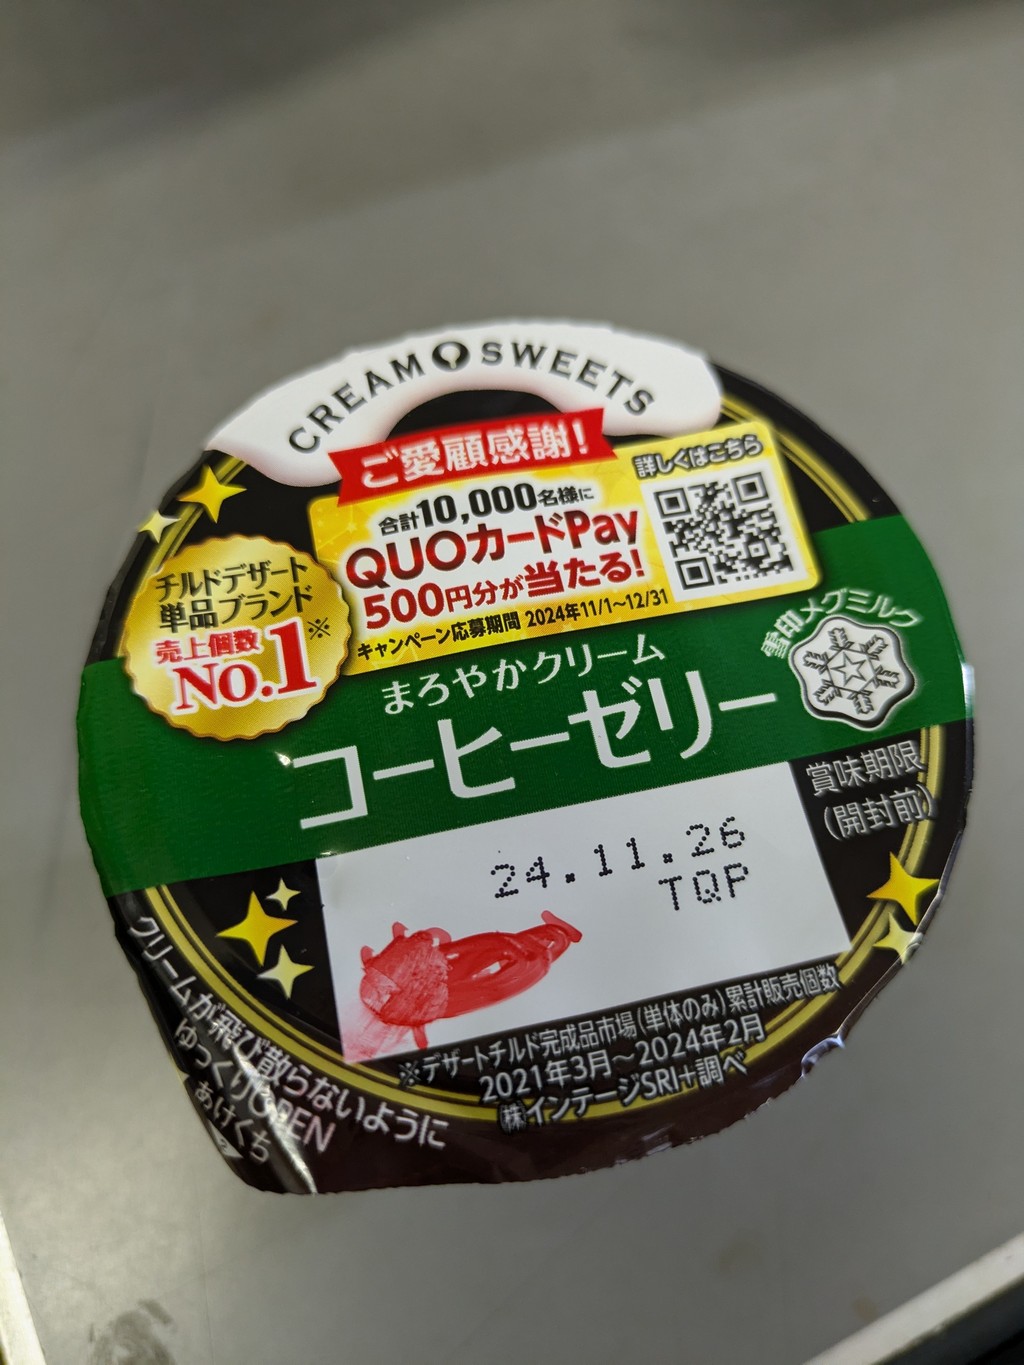 CREAM SWEETS
ご愛顧感謝!
合計10,000名様に
QUOカードPay
500円分が当たる!
キャンペーン応募期間 2024年11/1〜12/31
詳しくはこちら
チルドデザート
単品ブランド※
売上個数
No.1
雪印メグミルク
まろやかクリーム
コーヒーゼリー
賞味期限
(開封前)
24.11.26
TQP
※デザートチルド完成品市場(単体のみ)累計販売個数
2021年3月〜2024年2月
㈱インテージSRI+調べ
クリームが飛び散らないように
ゆっくりOPEN
あけくち